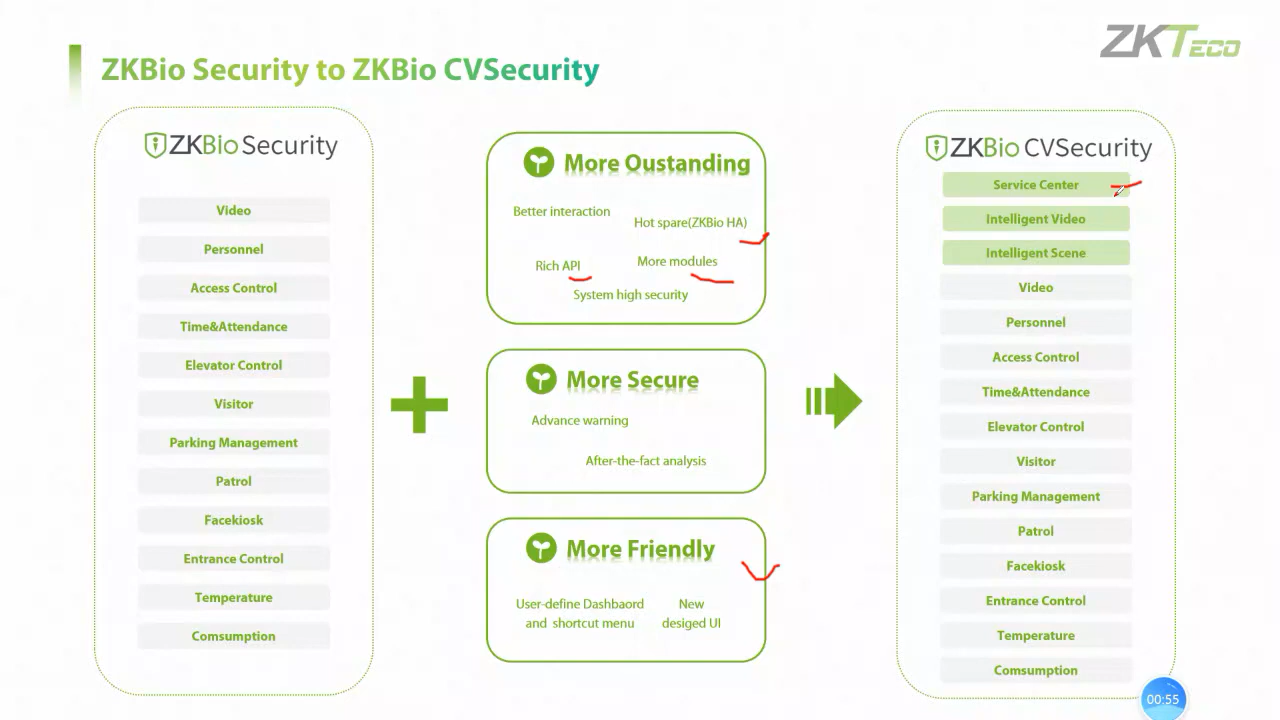 ZKTeco
ZKBio Security to ZKBio CVSecurity
ZKBio Security
Video
Personnel
Access Control
Time&Attendance
Elevator Control
Visitor
Parking Management
Patrol
Facekiosk
Entrance Control
Temperature
Comsumption
More Oustanding
Better interaction
Hot spare(ZKBio HA)
Rich API
More modules
System high security
More Secure
Advance warning
After-the-fact analysis
More Friendly
User-define Dashbaord
and shortcut menu
New
desiged UI
ZKBio CVSecurity
Service Center
Intelligent Video
Intelligent Scene
Video
Personnel
Access Control
Time&Attendance
Elevator Control
Visitor
Parking Management
Patrol
Facekiosk
Entrance Control
Temperature
Comsumption
00:55